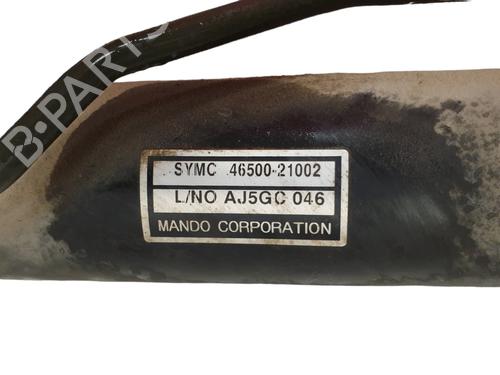 B-PARTS
SYMC 46500-21002
L/NO AJ5GC 046
MANDO CORPORATION